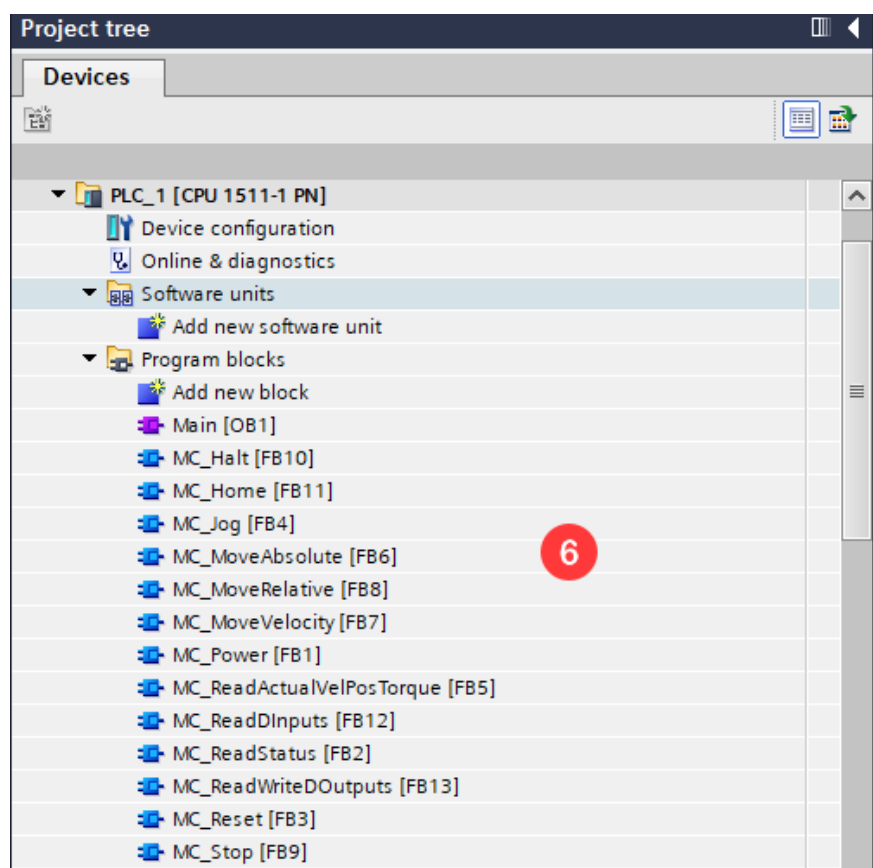 Project tree
Devices
PLC_1 [CPU 1511-1 PN]
Device configuration
Online & diagnostics
Software units
Add new software unit
Program blocks
Add new block
Main [OB1]
MC_Halt [FB10]
MC_Home [FB11]
MC_Jog [FB4]
MC_MoveAbsolute [FB6]
6
MC_MoveRelative [FB8]
MC_MoveVelocity [FB7]
MC_Power [FB1]
MC_ReadActualVelPosTorque [FB5]
MC_ReadDInputs [FB12]
MC_ReadStatus [FB2]
MC_ReadWriteDOutputs [FB13]
MC_Reset [FB3]
MC_Stop [FB9]